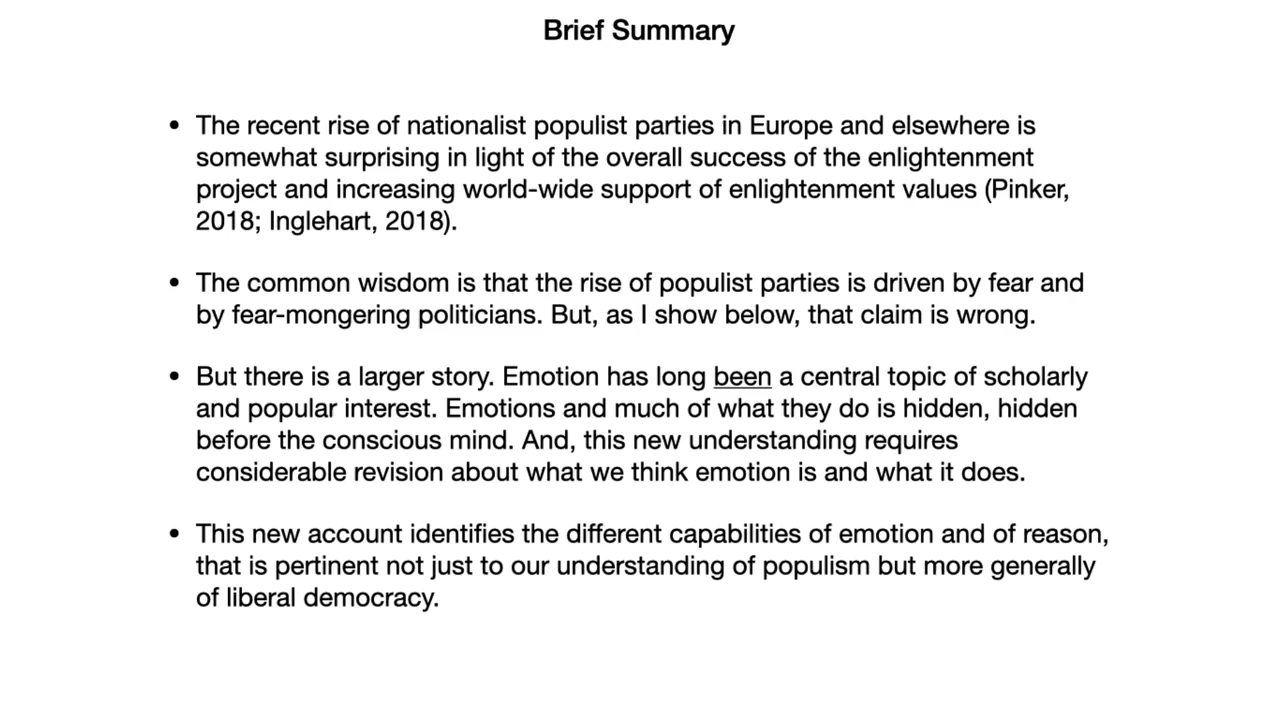 Brief Summary
• The recent rise of nationalist populist parties in Europe and elsewhere is
somewhat surprising in light of the overall success of the enlightenment
project and increasing world-wide support of enlightenment values (Pinker,
2018; Inglehart, 2018).
• The common wisdom is that the rise of populist parties is driven by fear and
by fear-mongering politicians. But, as I show below, that claim is wrong.
• But there is a larger story. Emotion has long been a central topic of scholarly
and popular interest. Emotions and much of what they do is hidden, hidden
before the conscious mind. And, this new understanding requires
considerable revision about what we think emotion is and what it does.
• This new account identifies the different capabilities of emotion and of reason,
that is pertinent not just to our understanding of populism but more generally
of liberal democracy.